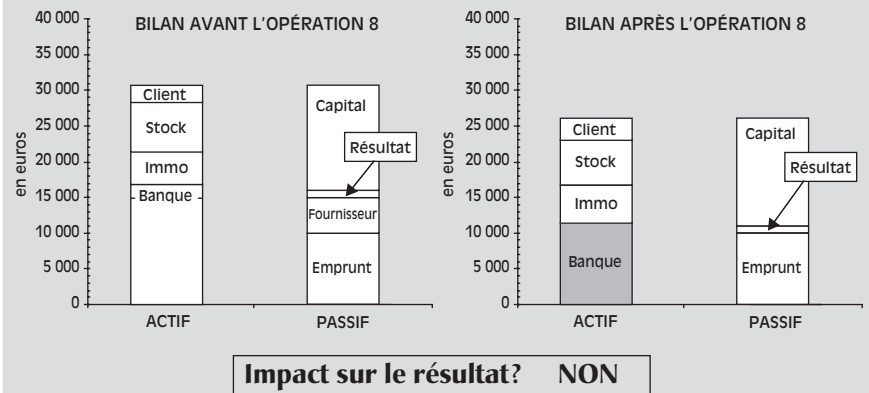 BILAN AVANT L'OPÉRATION 8
40 000
35 000
30 000
25 000
20 000
15 000
10 000
5 000
0
en euros
Client
Stock
Immo
Banque
Capital
Résultat
Fournisseur
Emprunt
ACTIF
PASSIF
BILAN APRÈS L'OPÉRATION 8
40 000
35 000
30 000
25 000
20 000
15 000
10 000
5 000
0
en euros
Client
Stock
Immo
Banque
Capital
Résultat
Emprunt
ACTIF
PASSIF
Impact sur le résultat? NON